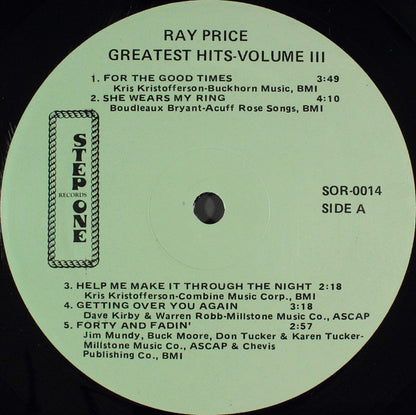 RAY PRICE
GREATEST HITS-VOLUME III
1. FOR THE GOOD TIMES 3:49
Kris Kristofferson-Buckhorn Music, BMI
2. SHE WEARS MY RING 4:10
Boudleaux Bryant-Acuff Rose Songs, BMI
STEP
RECORDS
ONE
SOR-0014
SIDE A
3. HELP ME MAKE IT THROUGH THE NIGHT 2:18
Kris Kristofferson-Combine Music Corp., BMI
4. GETTING OVER YOU AGAIN 3:18
Dave Kirby & Warren Robb-Millstone Music Co., ASCAP
5. FORTY AND FADIN' 2:57
Jim Mundy, Buck Moore, Don Tucker & Karen Tucker-
Millstone Music Co., ASCAP & Chevis
Publishing Co., BMI